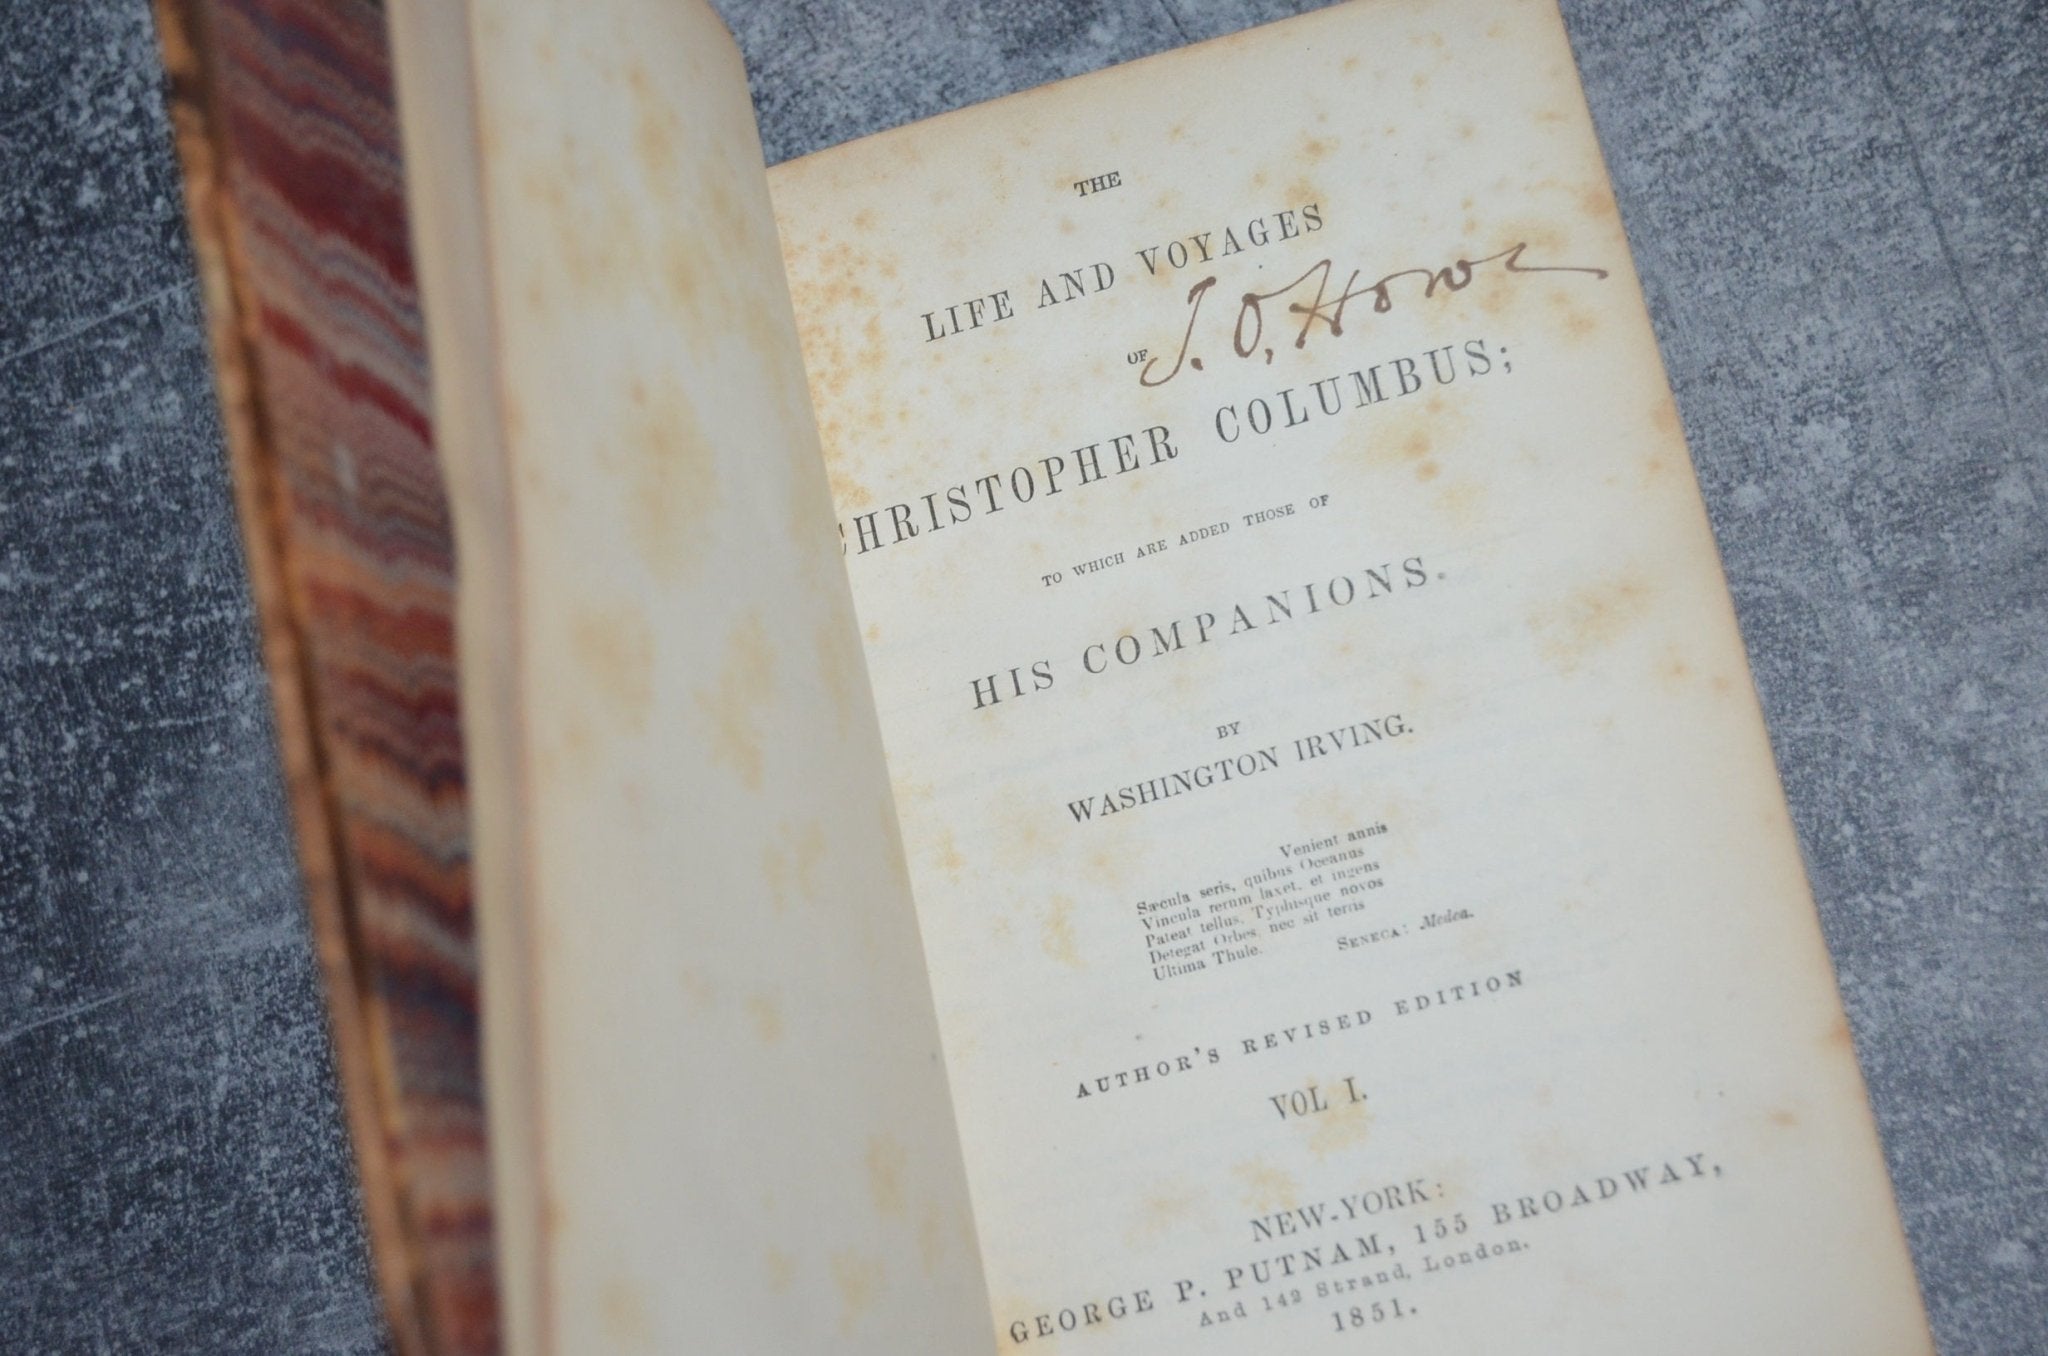 THE
LIFE AND VOYAGES
J. O. Howe
OF
CHRISTOPHER COLUMBUS;
TO WHICH ARE ADDED THOSE OF
HIS COMPANIONS.
BY
WASHINGTON IRVING.
Venient annis
Sæcula seris, quibus Oceanus
Vincula rerum laxet, et ingens
Pateat tellus, Typhisque novos
Detegat Orbes, nec sit terris
Ultima Thule. SENECA: Medea.
AUTHOR'S REVISED EDITION
VOL I.
NEW-YORK:
GEORGE P. PUTNAM, 155 BROADWAY,
And 142 Strand, London.
1851.